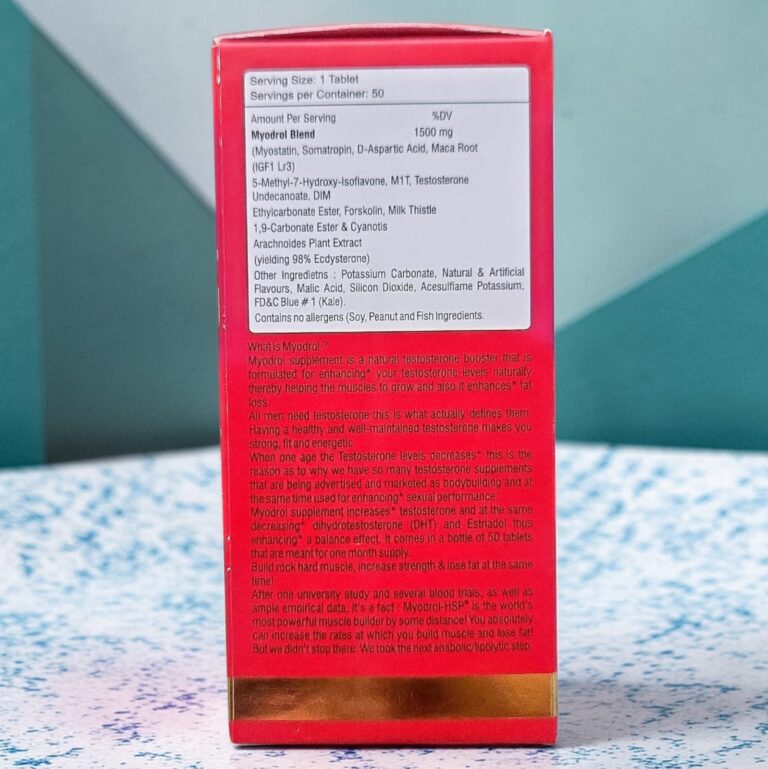 Serving Size: 1 Tablet
Servings per Container: 50
Amount Per Serving %DV
Myodrol Blend 1500 mg
(Myostatin, Somatropin, D-Aspartic Acid, Maca Root
(IGF1 Lr3)
5-Methyl-7-Hydroxy-Isoflavone, M1T, Testosterone
Undecanoate, DIM
Ethylcarbonate Ester, Forskolin, Milk Thistle
1,9-Carbonate Ester & Cyanotis
Arachnoides Plant Extract
(yielding 98% Ecdysterone)
Other Ingredietns : Potassium Carbonate, Natural & Artificial
Flavours, Malic Acid, Silicon Dioxide, Acesulflame Potassium,
FD&C Blue # 1 (Kale).
Contains no allergens (Soy, Peanut and Fish Ingredients.
What is Myodrol ?
Myodrol supplement is a natural testosterone booster that is
formulated for enhancing* your testosterone levels naturally
thereby helping the muscles to grow and also it enhances* fat
loss.
All men need testosterone this is what actually defines them.
Having a healthy and well-maintained testosterone makes you
strong, fit and energetic.
When one age the Testosterone levels decreases* this is the
reason as to why we have so many testosterone supplements
that are being advertised and marketed as bodybuilding and at
the same time used for enhancing* sexual performance.
Myodrol supplement increases* testosterone and at the same
decreasing* dihydrotestosterone (DHT) and Estriadol thus
enhancing* a balance effect. It comes in a bottle of 50 tablets
that are meant for one month supply.
Build rock hard muscle, increase strength & lose fat at the same
time!
After one university study and several blood trials, as well as
ample empirical data, it's a fact : Myodrol-HSP® is the world's
most powerful muscle builder by some distance! You absolutely
can increase the rates at which you build muscle and lose fat!
But we didn't stop there. We took the next anabolic/lipolytic step.